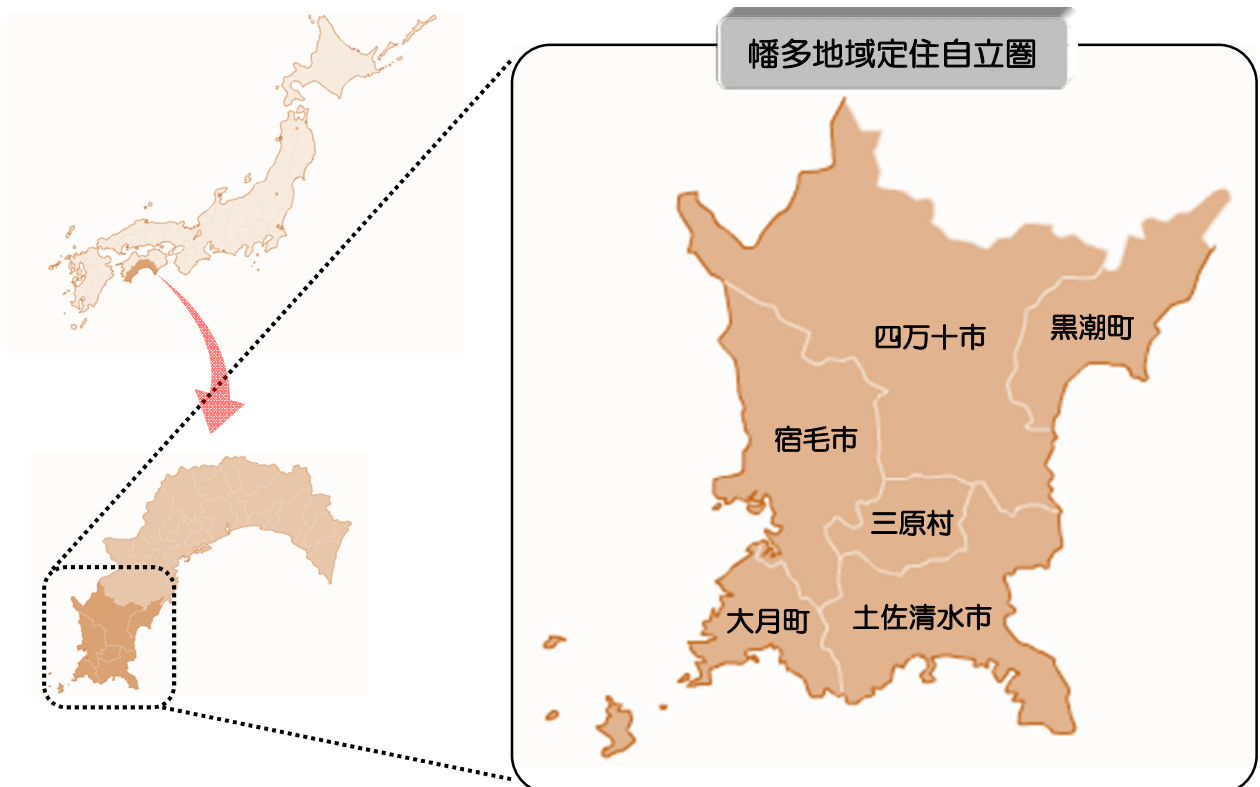 幡多地域定住自立圏
四万十市
黒潮町
宿毛市
三原村
大月町
土佐清水市